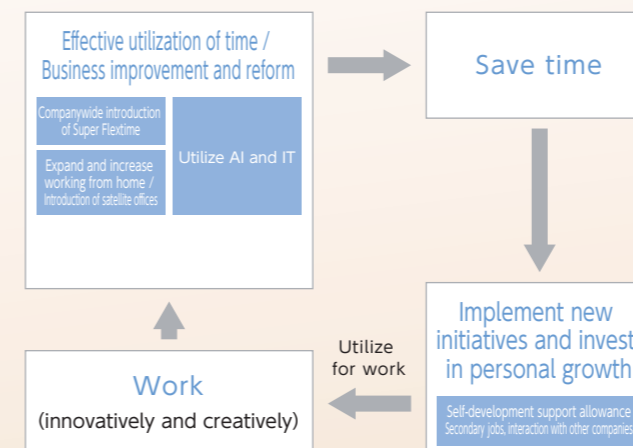 Effective utilization of time /
Business improvement and reform
Companywide introduction
of Super Flextime
Expand and increase
working from home /
Introduction of satellite offices
Utilize AI and IT
Save time
Implement new
initiatives and invest
in personal growth
Self-development support allowance
Secondary jobs, interaction with other companies
Utilize
for work
Work
(innovatively and creatively)